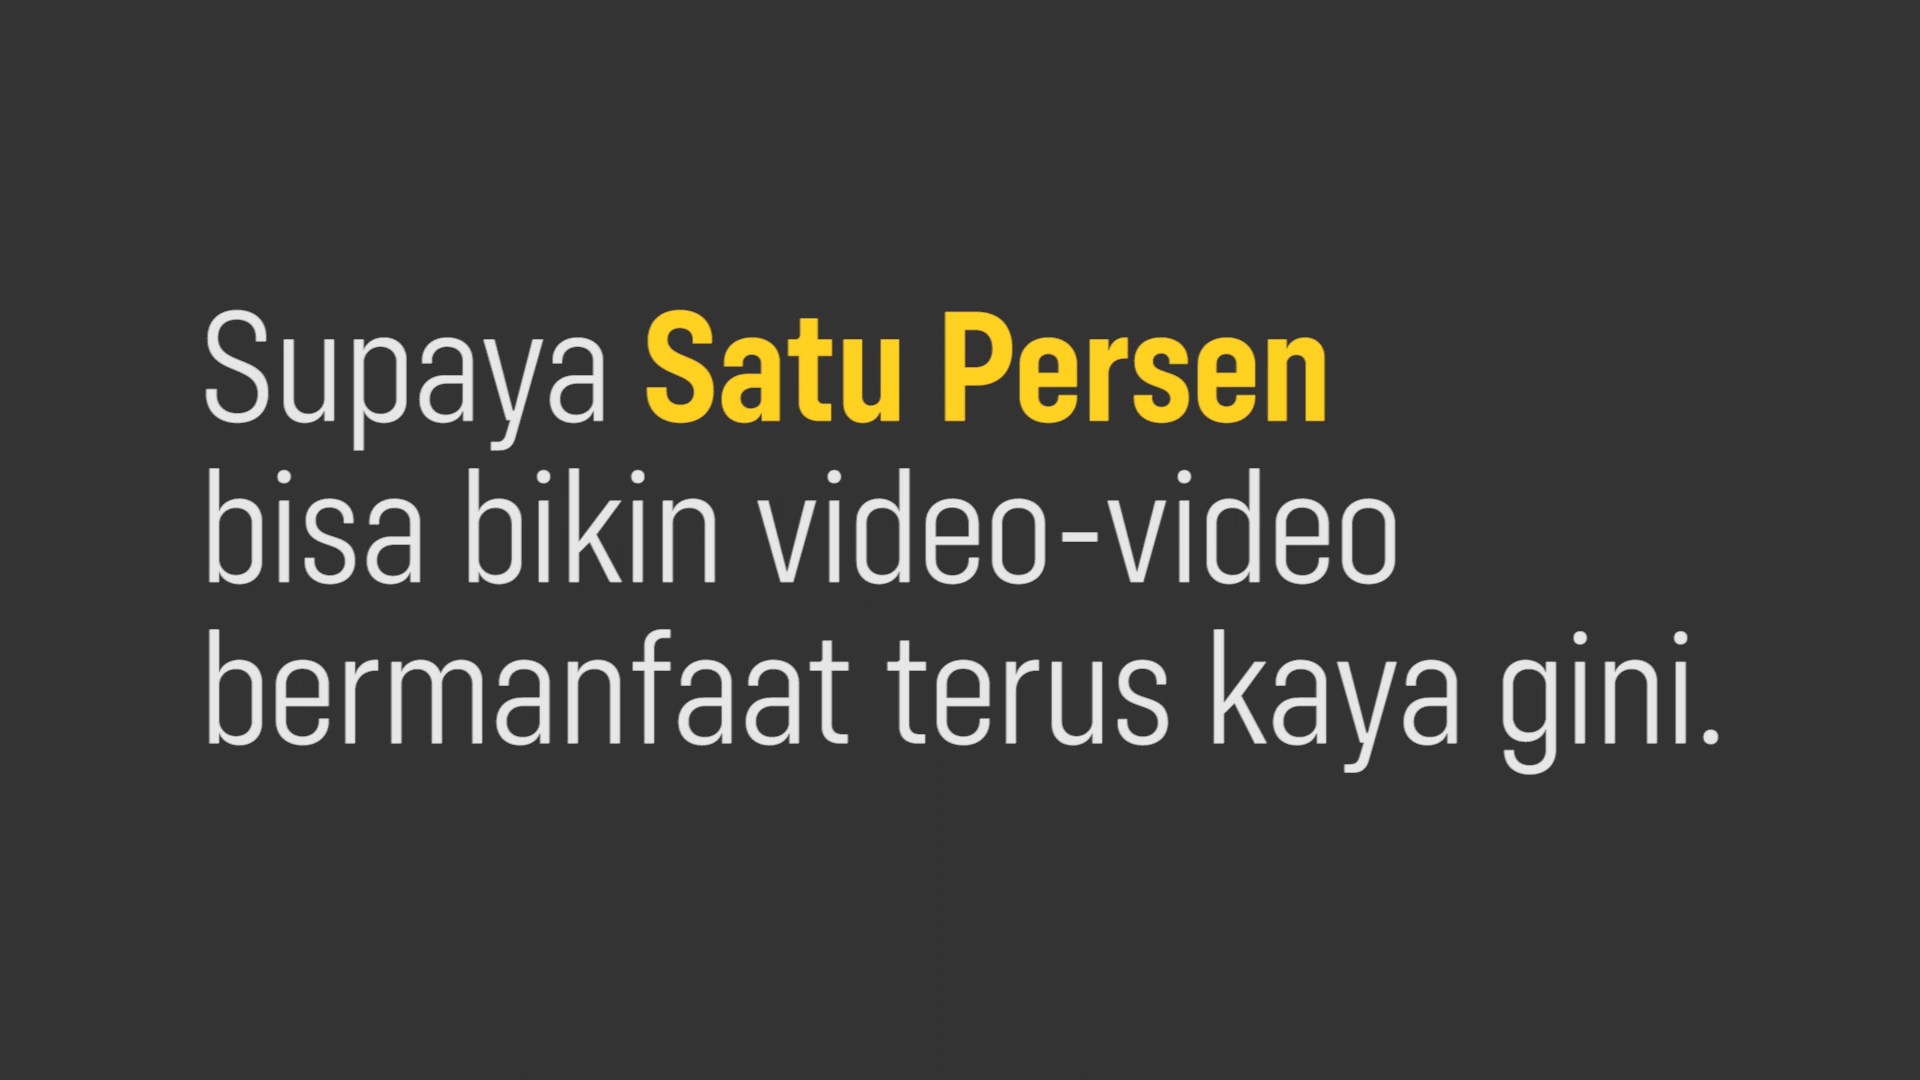 Supaya Satu Persen
bisa bikin video-video
bermanfaat terus kaya gini.